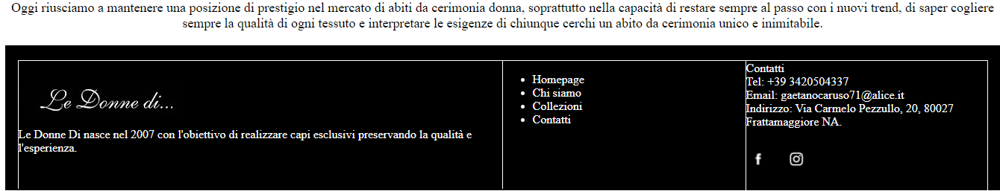 Oggi riusciamo a mantenere una posizione di prestigio nel mercato di abiti da cerimonia donna, soprattutto nella capacità di restare sempre al passo con i nuovi trend, di saper cogliere
sempre la qualità di ogni tessuto e interpretare le esigenze di chiunque cerchi un abito da cerimonia unico e inimitabile.
Le Donne di...
Le Donne Di nasce nel 2007 con l'obiettivo di realizzare capi esclusivi preservando la qualità e
l'esperienza.
Homepage
Chi siamo
Collezioni
Contatti
Contatti
Tel: +39 3420504337
Email: gaetanocaruso71@alice.it
Indirizzo: Via Carmelo Pezzullo, 20, 80027
Frattamaggiore NA.